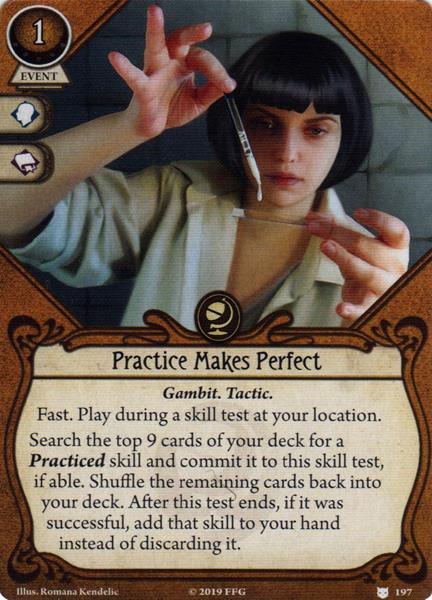 1
EVENT
Practice Makes Perfect
Gambit. Tactic.
Fast. Play during a skill test at your location.
Search the top 9 cards of your deck for a
Practiced skill and commit it to this skill test,
if able. Shuffle the remaining cards back into
your deck. After this test ends, if it was
successful, add that skill to your hand
instead of discarding it.
Illus. Romana Kendelic © 2019 FFG 197